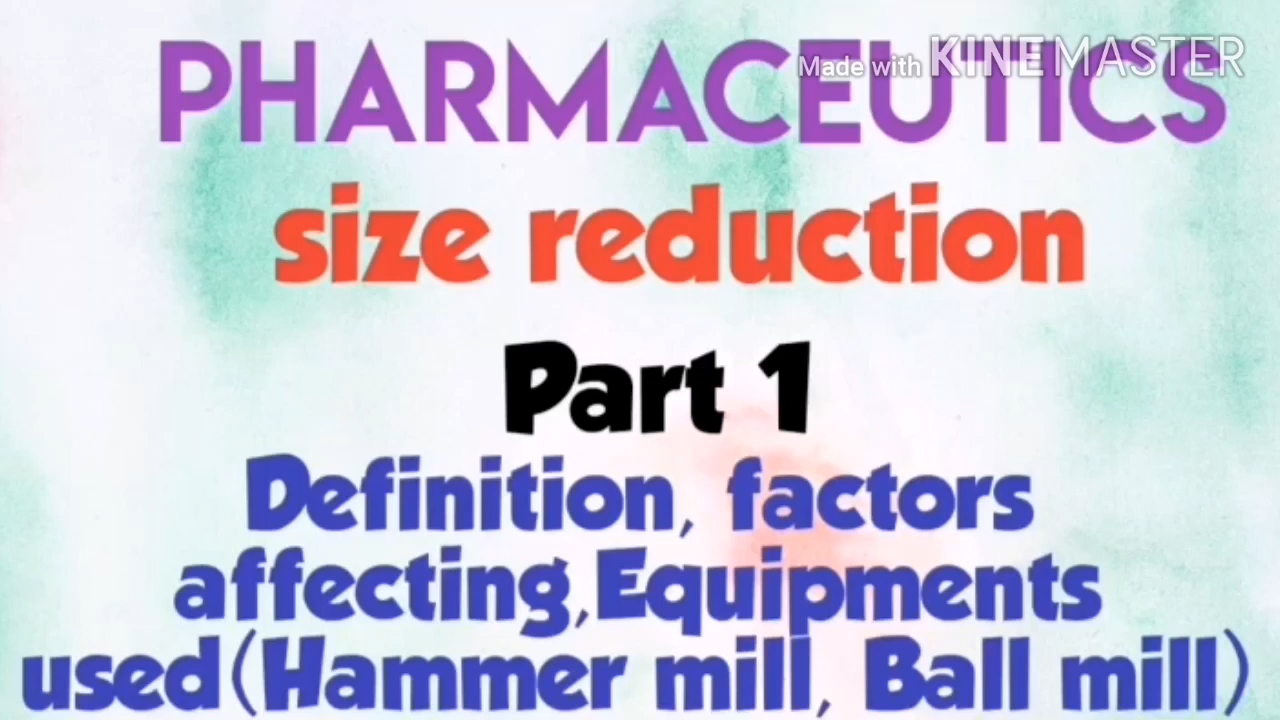 PHARMACEUTICS
Made with KINEMASTER
size reduction
Part 1
Definition, factors
affecting,Equipments
used(Hammer mill, Ball mill)